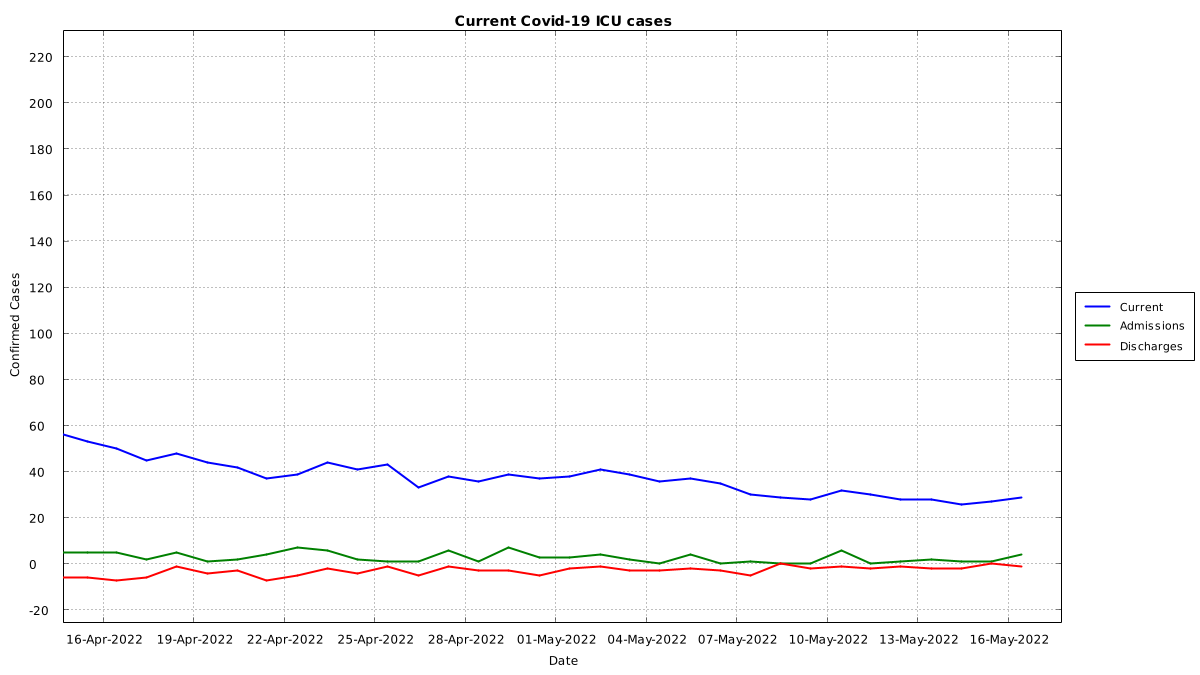 Current Covid-19 ICU cases
220
200
180
160
140
120
100
80
60
40
20
0
-20
Confirmed Cases
16-Apr-2022 19-Apr-2022 22-Apr-2022 25-Apr-2022 28-Apr-2022 01-May-2022 04-May-2022 07-May-2022 10-May-2022 13-May-2022 16-May-2022
Date
Current
Admissions
Discharges